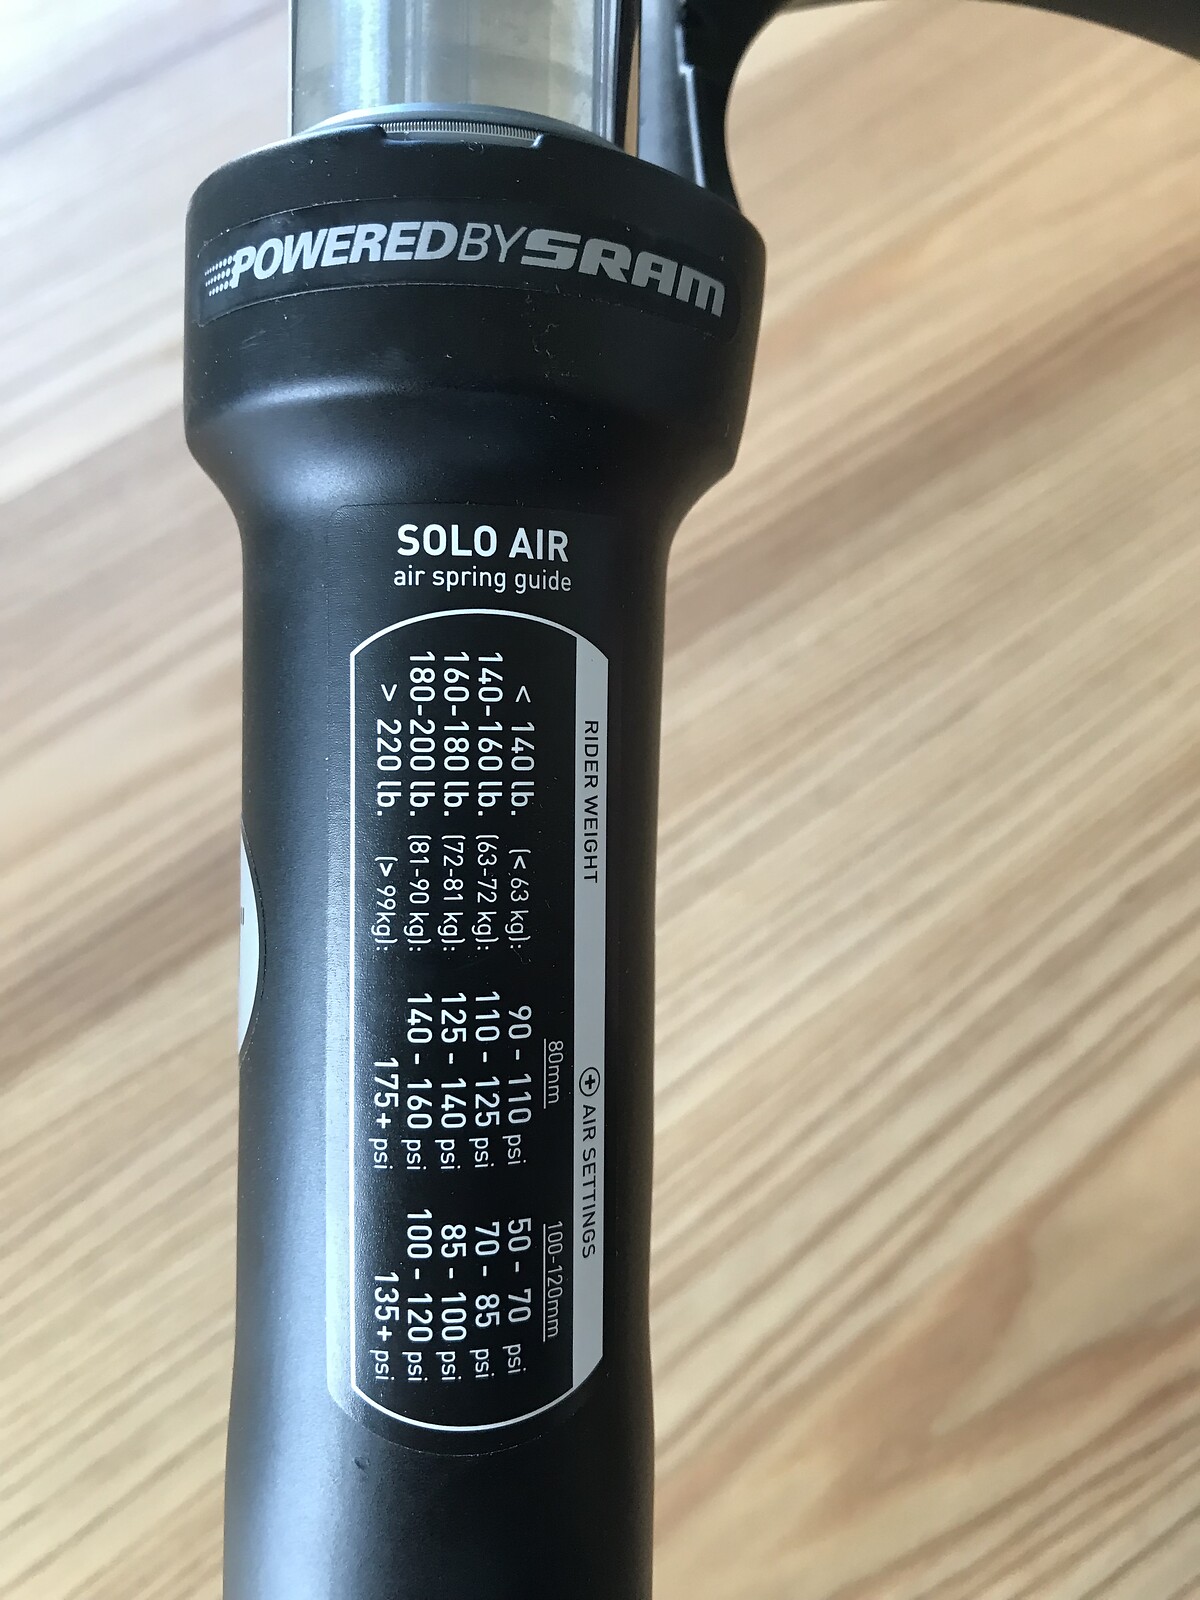 POWEREDBYSRAM
SOLO AIR
air spring guide
RIDER WEIGHT + AIR SETTINGS
80mm 100-120mm
< 140 lb. (< 63 kg): 90 - 110 psi 50 - 70 psi
140-160 lb. (63-72 kg): 110 - 125 psi 70 - 85 psi
160-180 lb. (72-81 kg): 125 - 140 psi 85 - 100 psi
180-200 lb. (81-90 kg): 140 - 160 psi 100 - 120 psi
> 220 lb. (> 99kg): 175+ psi 135+ psi